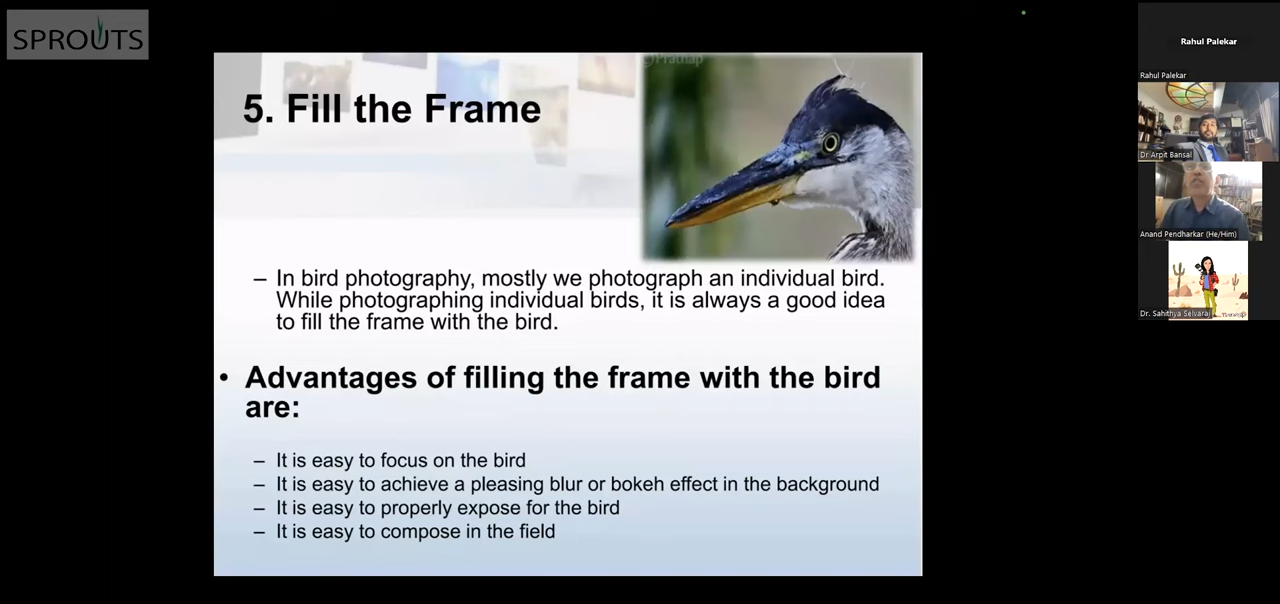 SPROUTS
5. Fill the Frame
– In bird photography, mostly we photograph an individual bird.
While photographing individual birds, it is always a good idea
to fill the frame with the bird.
• Advantages of filling the frame with the bird
are:
– It is easy to focus on the bird
– It is easy to achieve a pleasing blur or bokeh effect in the background
– It is easy to properly expose for the bird
– It is easy to compose in the field
Rahul Palekar
Rahul Palekar
Dr Arpit Bansal
Anand Pendharkar (He/Him)
Dr. Sahithya Selvaraj